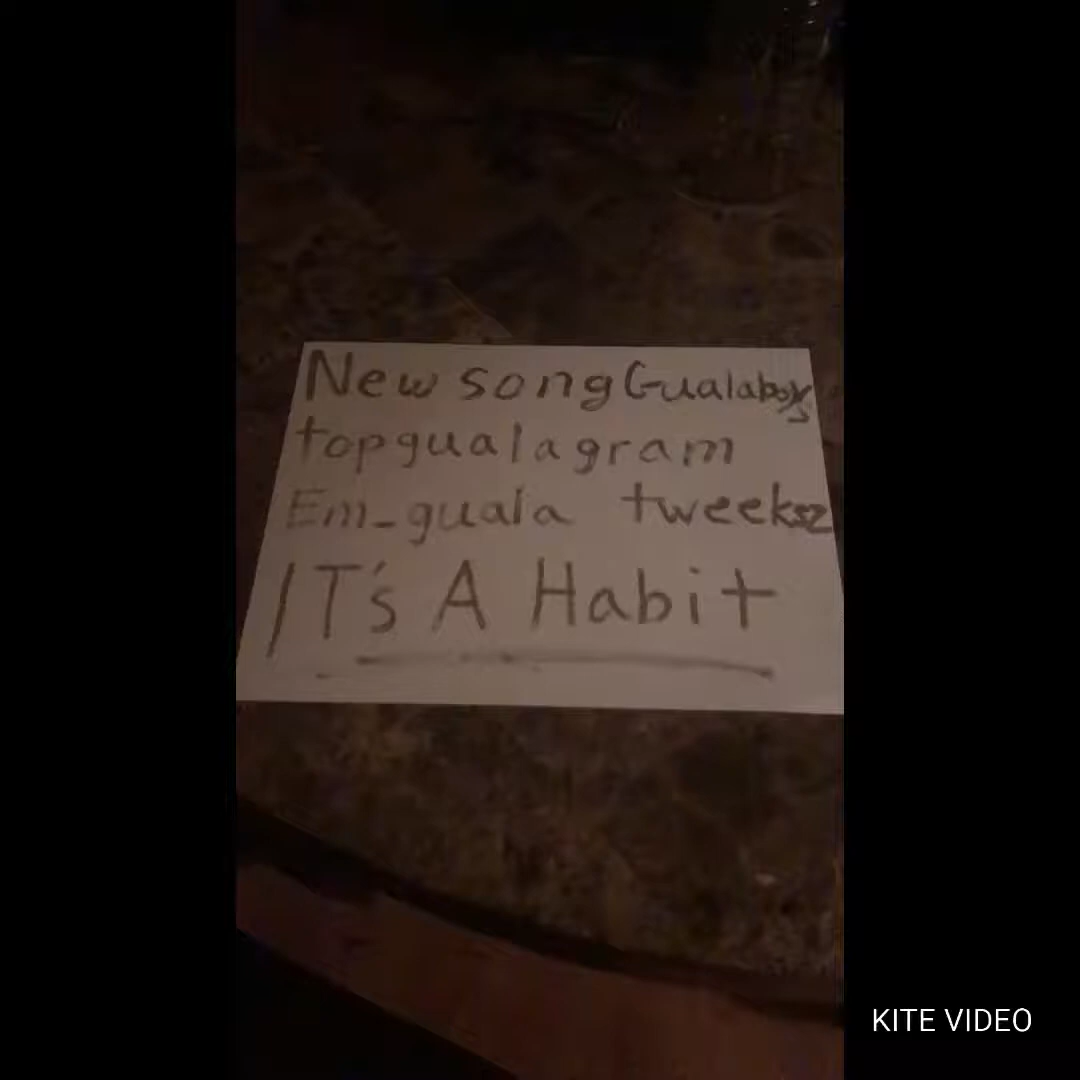 New song Gualaboys
topgualagram
Em_guala tweeksz
IT's A Habit
KITE VIDEO